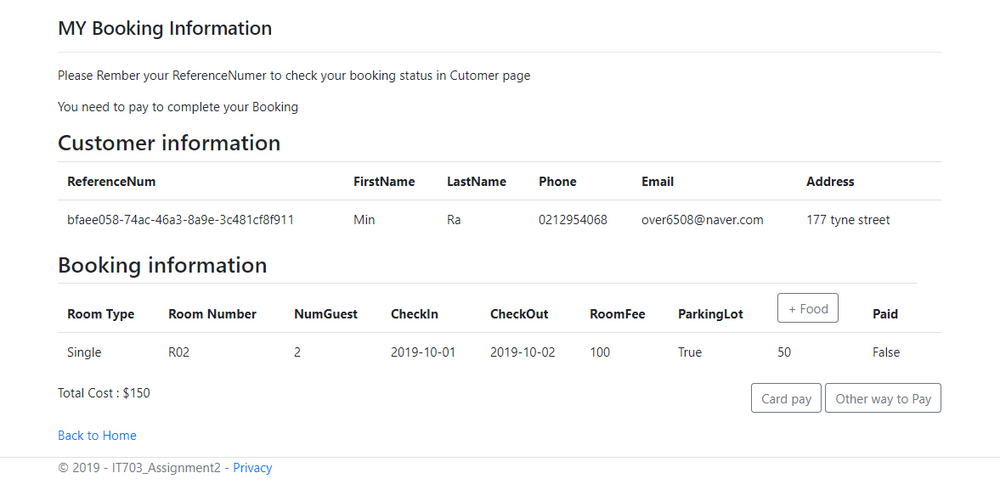 MY Booking Information
Please Rember your ReferenceNumer to check your booking status in Cutomer page
You need to pay to complete your Booking
Customer information
ReferenceNum FirstName LastName Phone Email Address
bfaee058-74ac-46a3-8a9e-3c481cf8f911 Min Ra 0212954068 over6508@naver.com 177 tyne street
Booking information
Room Type Room Number NumGuest CheckIn CheckOut RoomFee ParkingLot + Food Paid
Single R02 2 2019-10-01 2019-10-02 100 True 50 False
Total Cost : $150 Card pay Other way to Pay
Back to Home
© 2019 - IT703_Assignment2 - Privacy